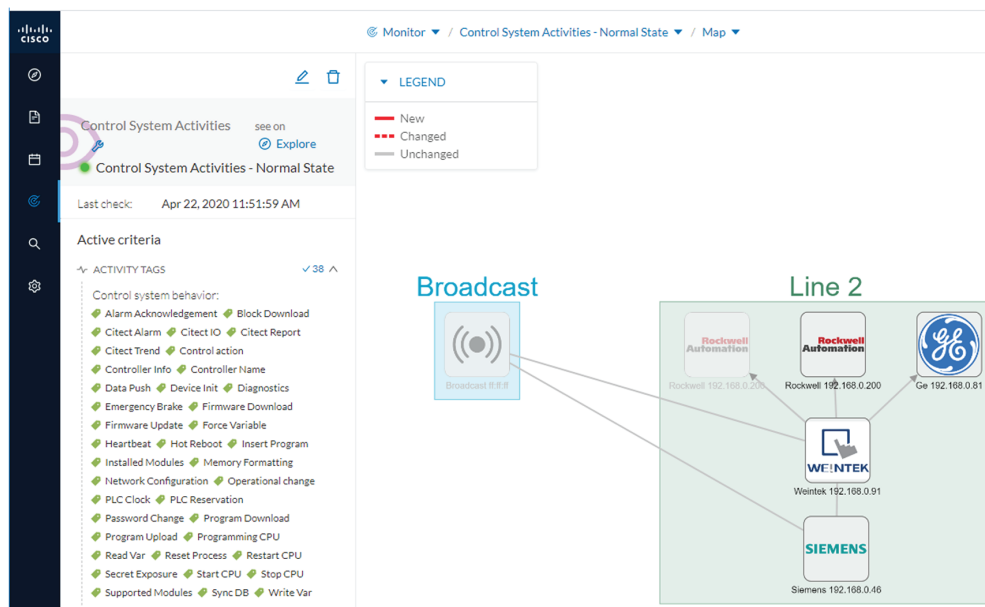 CISCO
Monitor / Control System Activities - Normal State / Map
LEGEND
New
Changed
Unchanged
Control System Activities
see on
Explore
Control System Activities - Normal State
Last check: Apr 22, 2020 11:51:59 AM
Active criteria
ACTIVITY TAGS 38
Control system behavior:
Alarm Acknowledgement Block Download
Citect Alarm Citect IO Citect Report
Citect Trend Control action
Controller Info Controller Name
Data Push Device Init Diagnostics
Emergency Brake Firmware Download
Firmware Update Force Variable
Heartbeat Hot Reboot Insert Program
Installed Modules Memory Formatting
Network Configuration Operational change
PLC Clock PLC Reservation
Password Change Program Download
Program Upload Programming CPU
Read Var Reset Process Restart CPU
Secret Exposure Start CPU Stop CPU
Supported Modules Sync DB Write Var
Broadcast
Broadcast ff:ff:ff
Line 2
Rockwell Automation
Rockwell 192.168.0.200
Rockwell Automation
Rockwell 192.168.0.200
GE
Ge 192.168.0.81
WEINTEK
Weintek 192.168.0.91
SIEMENS
Siemens 192.168.0.46